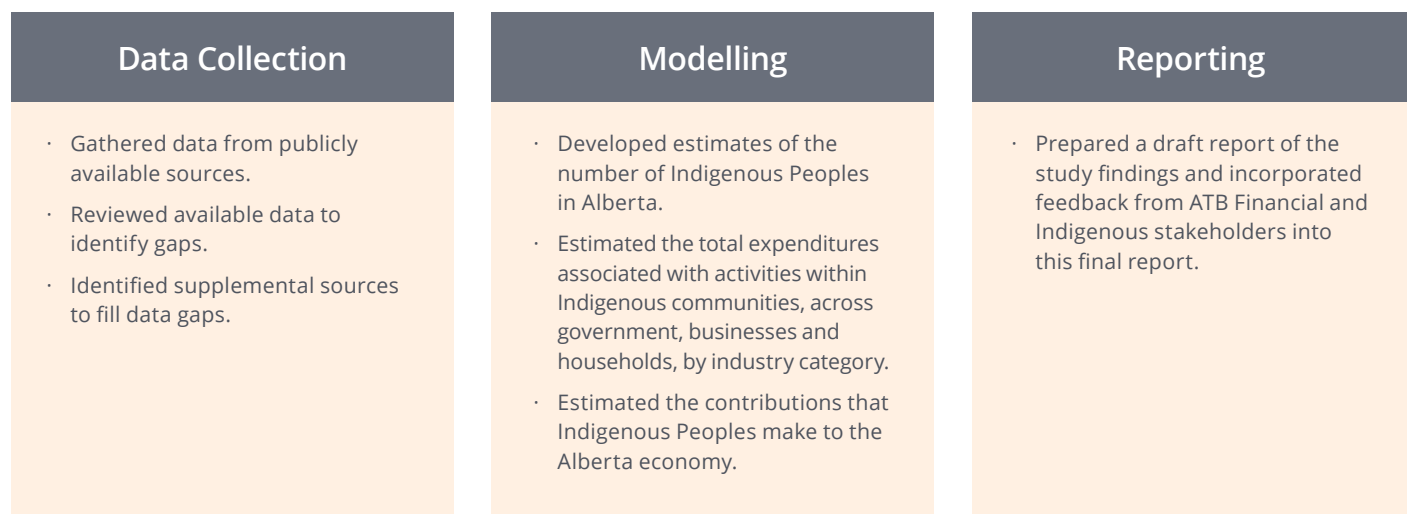 Data Collection
· Gathered data from publicly
available sources.
· Reviewed available data to
identify gaps.
· Identified supplemental sources
to fill data gaps.
Modelling
· Developed estimates of the
number of Indigenous Peoples
in Alberta.
· Estimated the total expenditures
associated with activities within
Indigenous communities, across
government, businesses and
households, by industry category.
· Estimated the contributions that
Indigenous Peoples make to the
Alberta economy.
Reporting
· Prepared a draft report of the
study findings and incorporated
feedback from ATB Financial and
Indigenous stakeholders into
this final report.